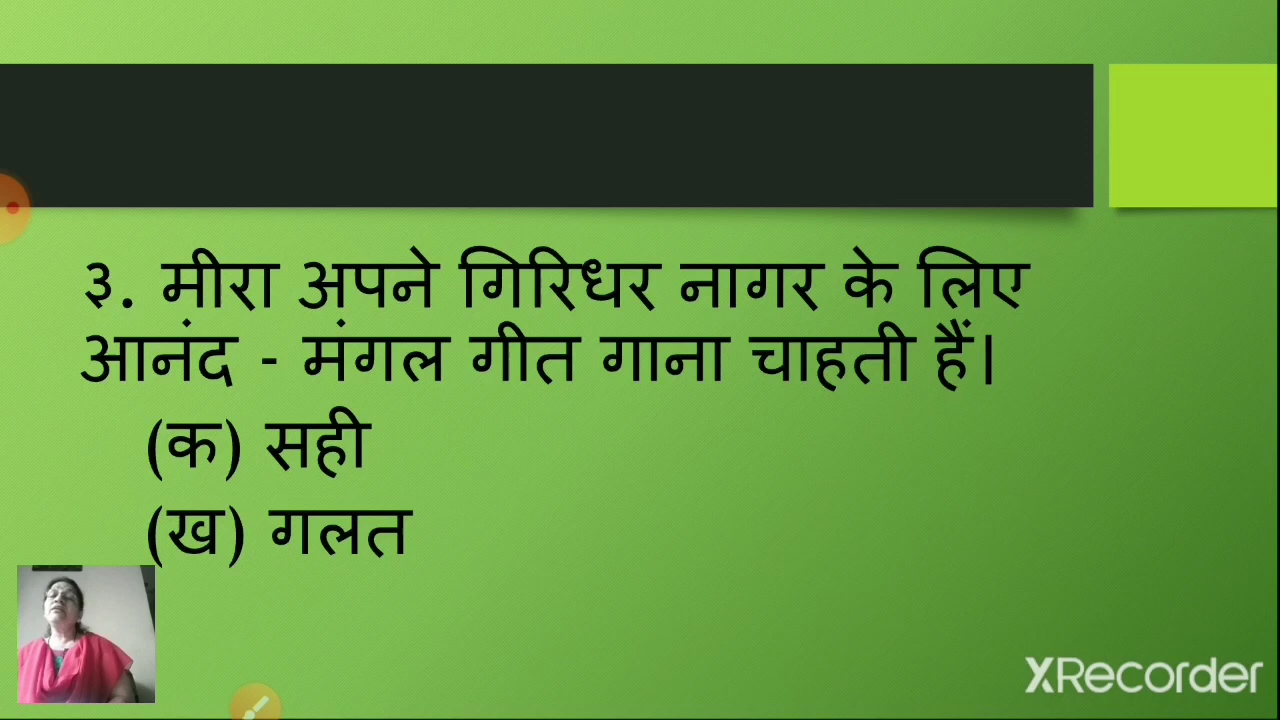 ३. मीरा अपने गिरिधर नागर के लिए
आनंद - मंगल गीत गाना चाहती हैं।
(क) सही
(ख) गलत
XRecorder